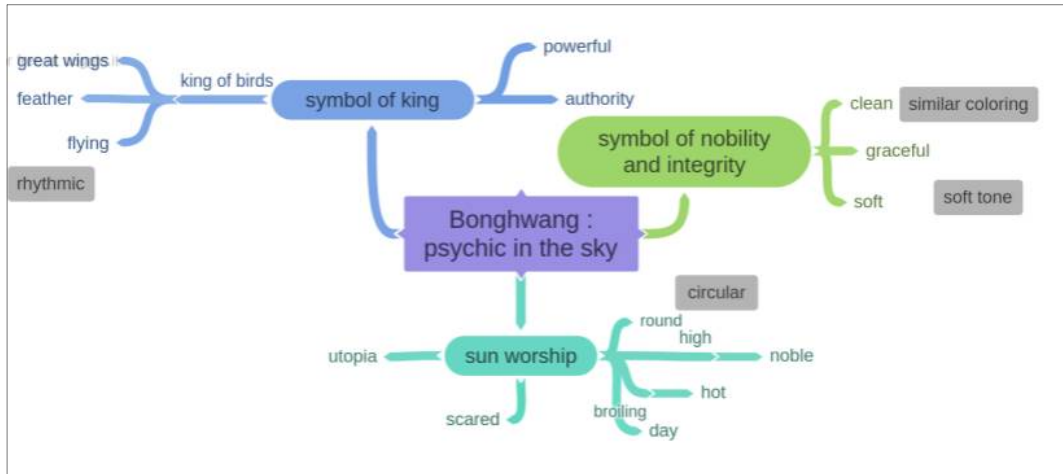 great wings
feather
flying
rhythmic
king of birds
symbol of king
powerful
authority
symbol of nobility
and integrity
clean
similar coloring
graceful
soft
soft tone
Bonghwang :
psychic in the sky
circular
utopia
sun worship
scared
round
high
noble
hot
broiling
day